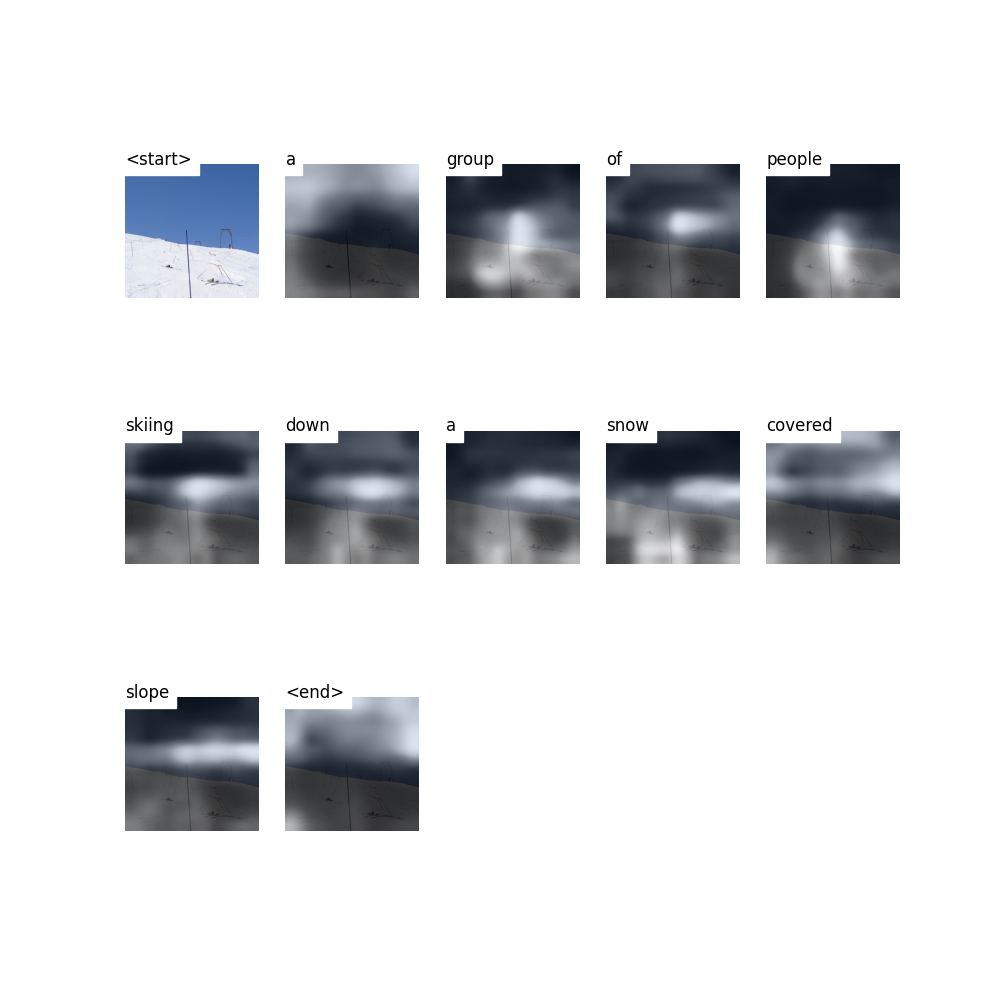 <start> a group of people
skiing down a snow covered
slope <end>